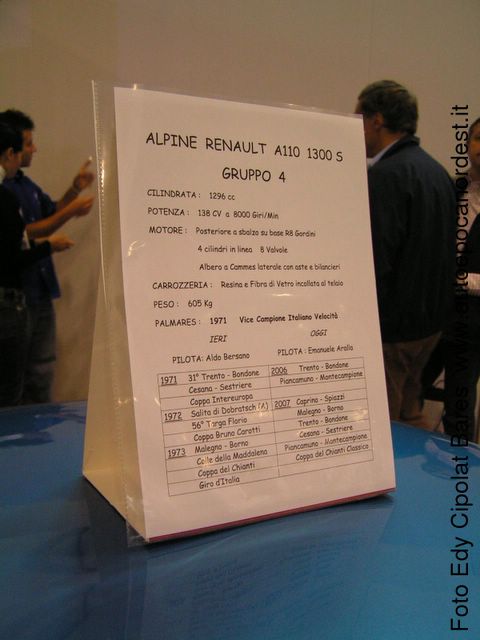 ALPINE RENAULT A110 1300 S
GRUPPO 4
CILINDRATA : 1296 cc
POTENZA : 138 CV a 8000 Giri/Min
MOTORE : Posteriore a sbalzo su base R8 Gordini
4 cilindri in linea 8 Valvole
Albero a Cammes laterale con aste e bilancieri
CARROZZERIA : Resina e Fibra di Vetro incollata al telaio
PESO : 605 Kg
PALMARES : 1971 Vice Campione Italiano Velocità
IERI OGGI
PILOTA: Aldo Bersano PILOTA : Emanuele Aralla
1971 31° Trento - Bondone 2006 Trento - Bondone
Cesana - Sestriere Piancamuno - Montecampione
Coppa Intereuropa
1972 Salita di Dobratsch (A) 2007 Caprino - Spiazzi
56° Targa Florio Malegno - Borno
Coppa Bruno Carotti Trento - Bondone
1973 Malegno - Borno Cesana - Sestriere
Colle della Maddalena Piancamuno - Montecampione
Coppa del Chianti Coppa del Chianti Classico
Giro d'Italia
Foto Edy Cipolat Bares